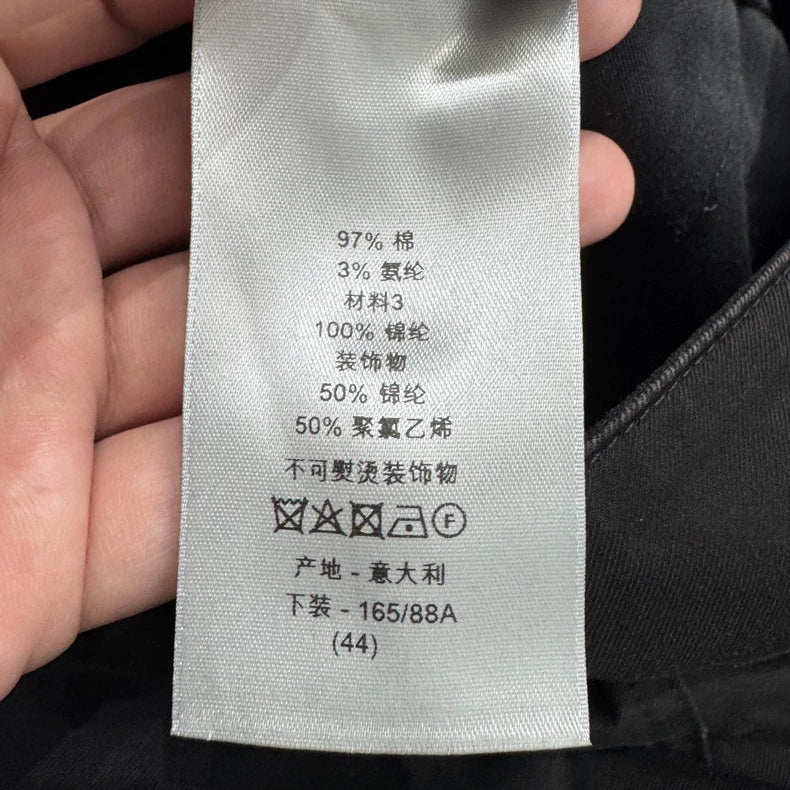 97% 棉
3% 氨纶
材料3
100% 锦纶
装饰物
50% 锦纶
50% 聚氯乙烯
不可熨烫装饰物
F
产地 - 意大利
下装 - 165/88A
(44)